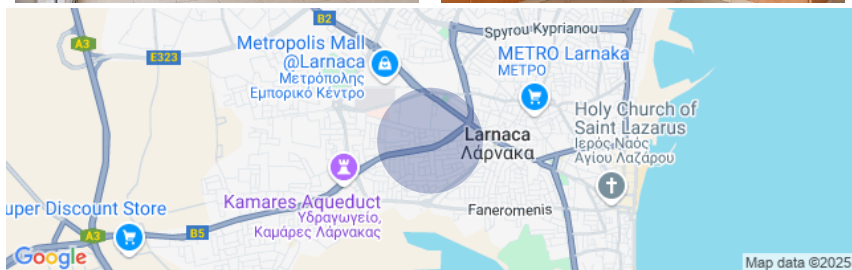 B2
Spyrou Kyprianou
A3
E323
Metropolis Mall
@Larnaca
Μετρόπολης
Εμπορικό Κέντρο
METRO Larnaka
ΜΕΤΡΟ
Holy Church of
Saint Lazarus
Ιερός Ναός
Αγίου Λαζάρου
Larnaca
Λάρνακα
Kamares Aqueduct
Υδραγωγείο,
Καμάρες Λάρνακας
Faneromenis
uper Discount Store
A3
B5
Google
Map data ©2025